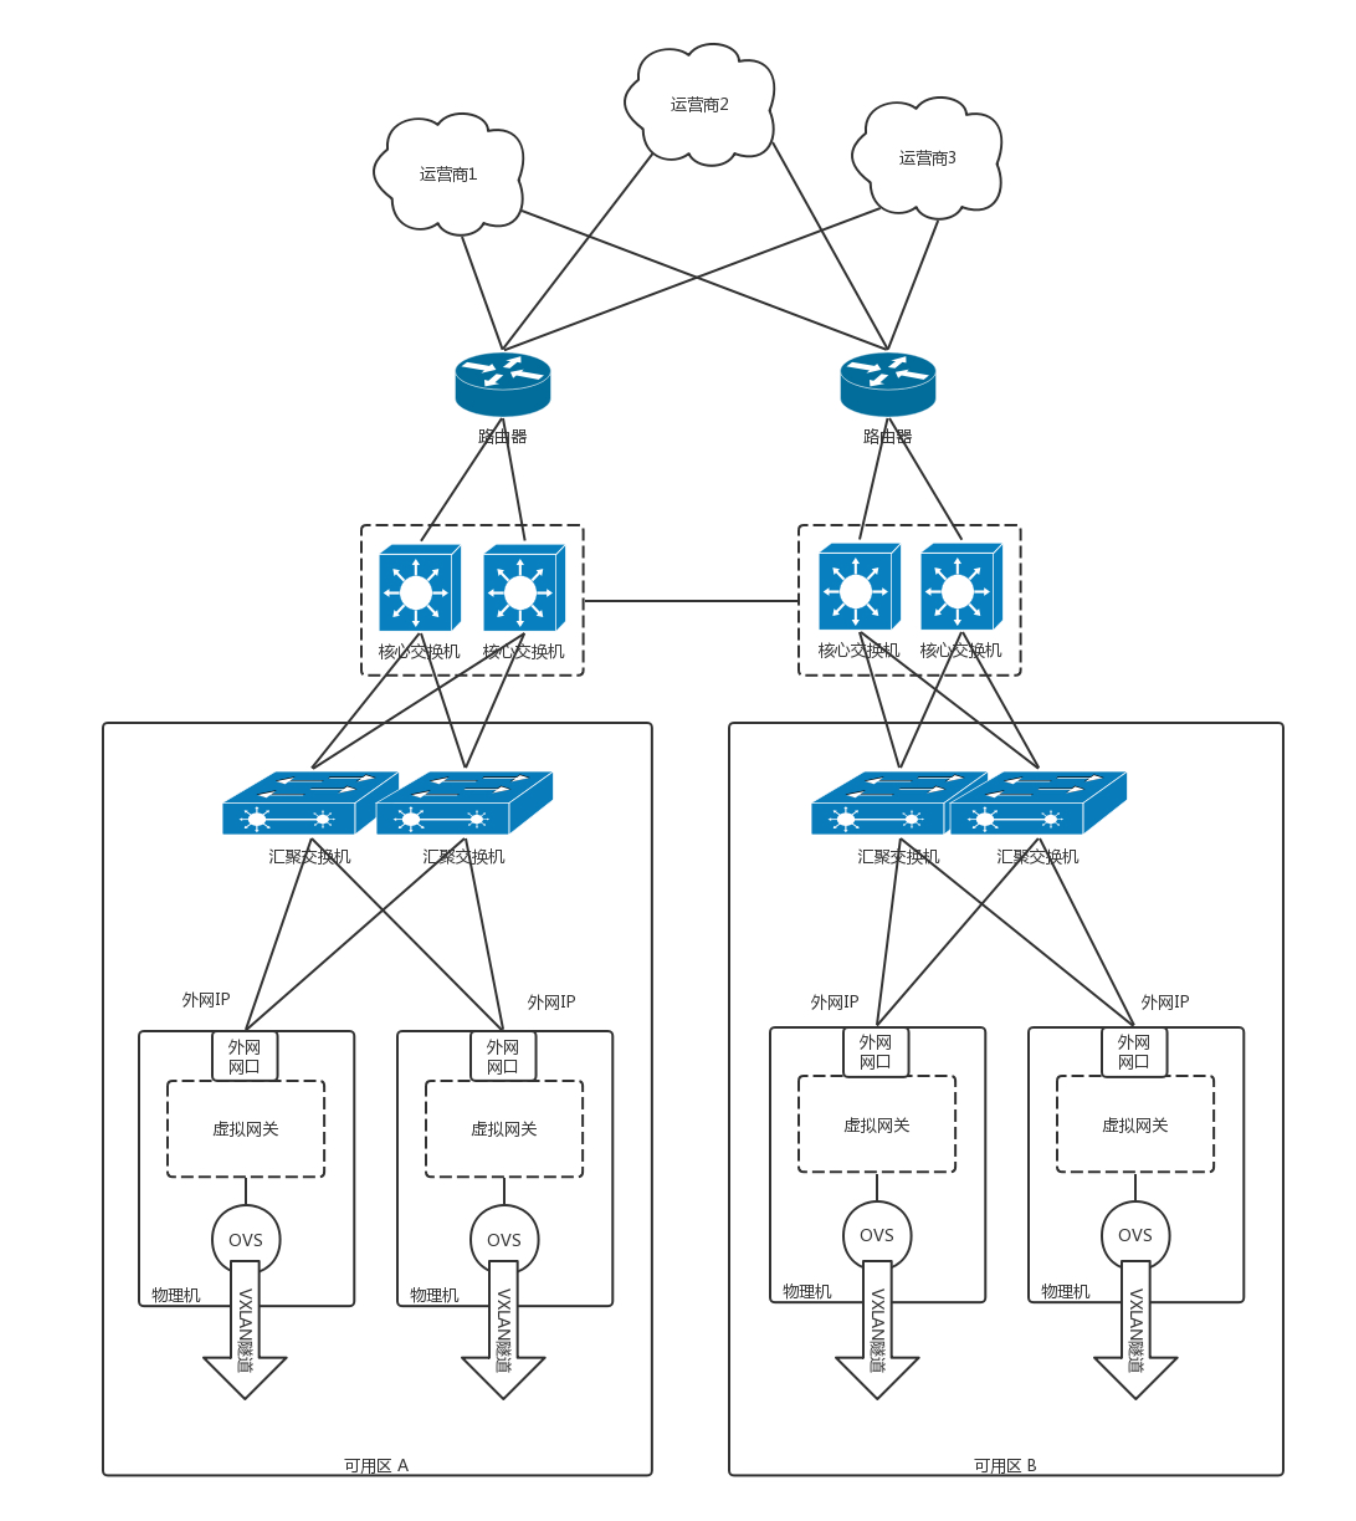 运营商2
运营商3
运营商1
路由器
路由器
核心交换机
核心交换机
核心交换机
核心交换机
汇聚交换机
汇聚交换机
汇聚交换机
汇聚交换机
外网IP
外网IP
外网IP
外网IP
外网
网口
外网
网口
外网
网口
外网
网口
虚拟网关
虚拟网关
虚拟网关
虚拟网关
OVS
OVS
OVS
OVS
物理机
物理机
物理机
物理机
VXLAN隧道
VXLAN隧道
VXLAN隧道
VXLAN隧道
可用区 A
可用区 B